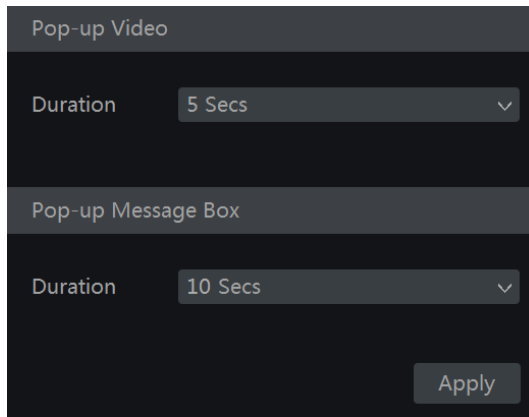 Pop-up Video
Duration 5 Secs
Pop-up Message Box
Duration 10 Secs
Apply